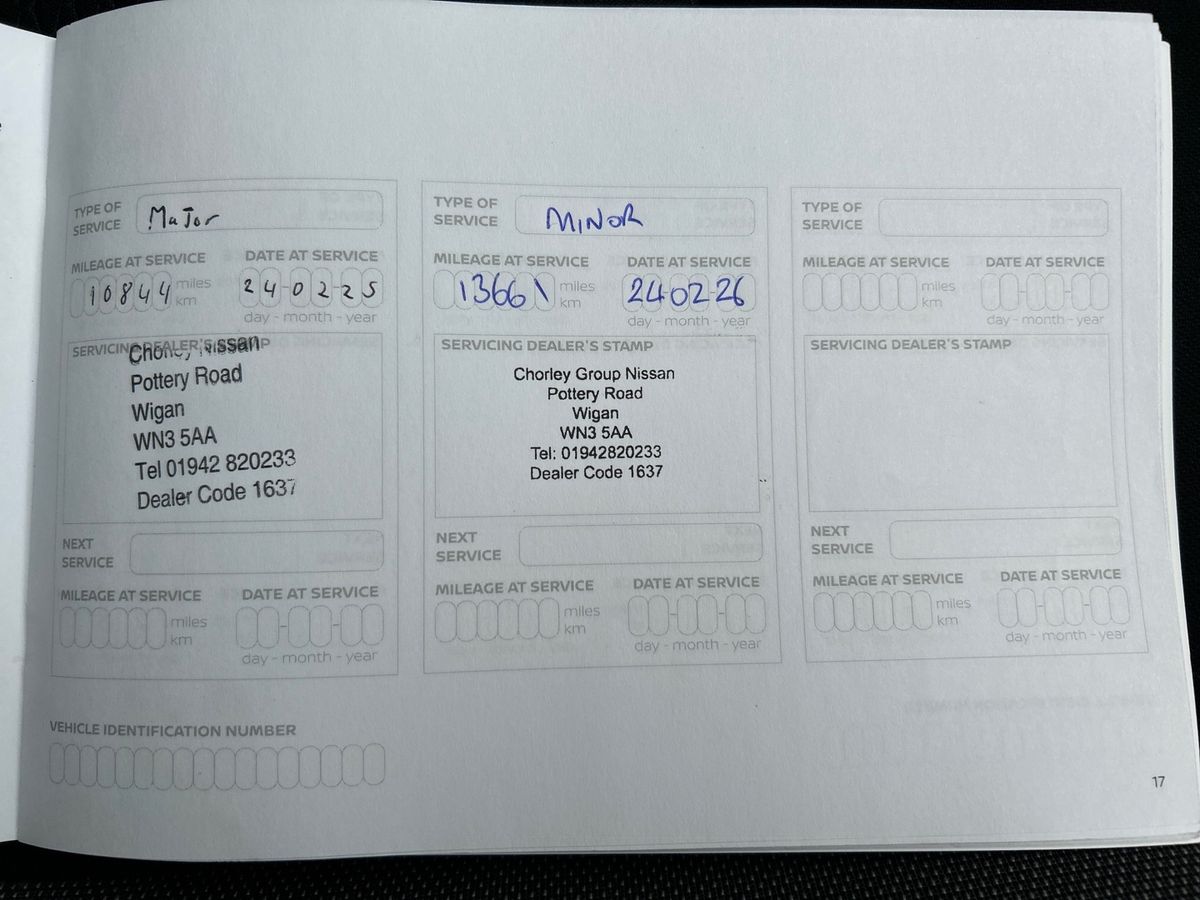 TYPE OF
SERVICE
Major
MILEAGE AT SERVICE
10844
miles
km
DATE AT SERVICE
24-02-25
day - month - year
SERVICING DEALER'S STAMP
Chorley Nissan
Pottery Road
Wigan
WN3 5AA
Tel 01942 820233
Dealer Code 1637
NEXT
SERVICE
MILEAGE AT SERVICE
miles
km
DATE AT SERVICE
day - month - year
TYPE OF
SERVICE
MINOR
MILEAGE AT SERVICE
13661
miles
km
DATE AT SERVICE
24-02-26
day - month - year
SERVICING DEALER'S STAMP
Chorley Group Nissan
Pottery Road
Wigan
WN3 5AA
Tel: 01942820233
Dealer Code 1637
NEXT
SERVICE
MILEAGE AT SERVICE
miles
km
DATE AT SERVICE
day - month - year
TYPE OF
SERVICE
MILEAGE AT SERVICE
miles
km
DATE AT SERVICE
day - month - year
SERVICING DEALER'S STAMP
NEXT
SERVICE
MILEAGE AT SERVICE
miles
km
DATE AT SERVICE
day - month - year
VEHICLE IDENTIFICATION NUMBER
17